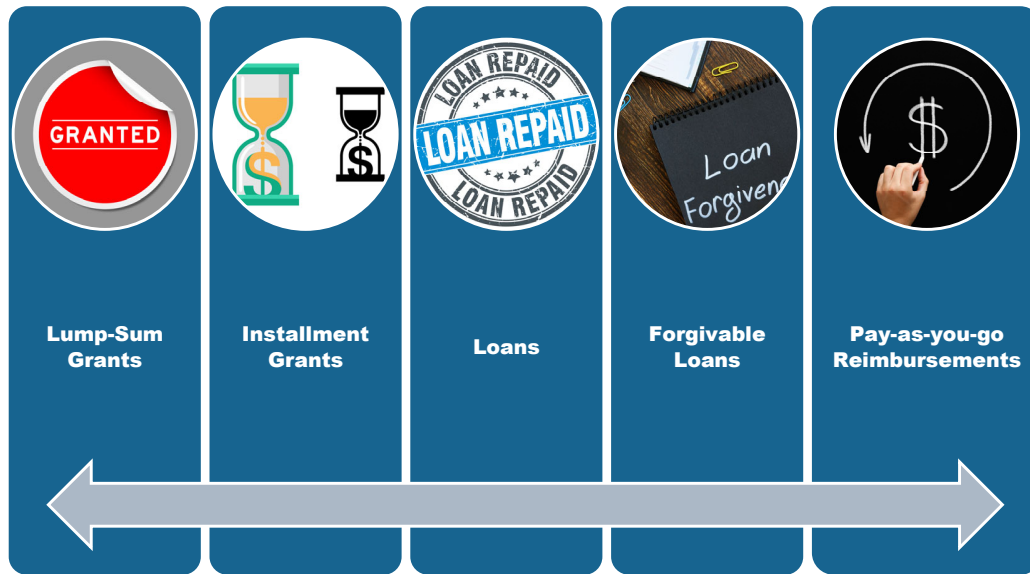 GRANTED
LOAN REPAID
LOAN REPAID
LOAN REPAID
Loan
Forgiven
$
Lump-Sum
Grants
Installment
Grants
Loans
Forgivable
Loans
Pay-as-you-go
Reimbursements